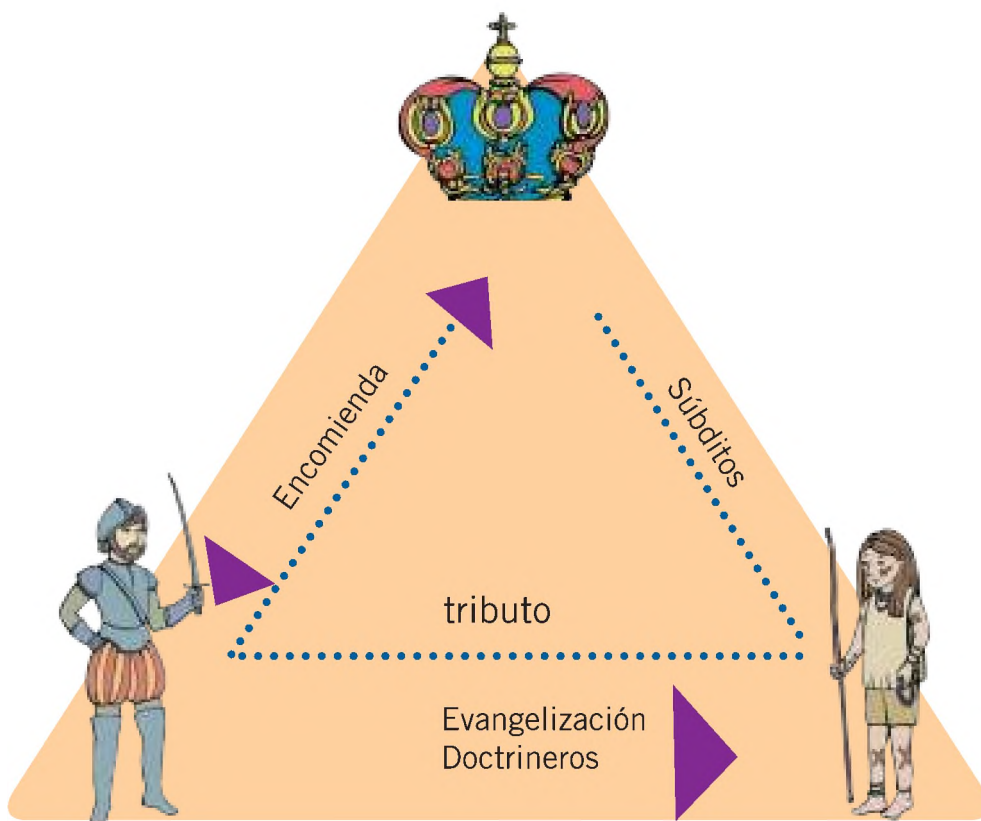 Encomienda
Súbditos
tributo
Evangelización
Doctrineros